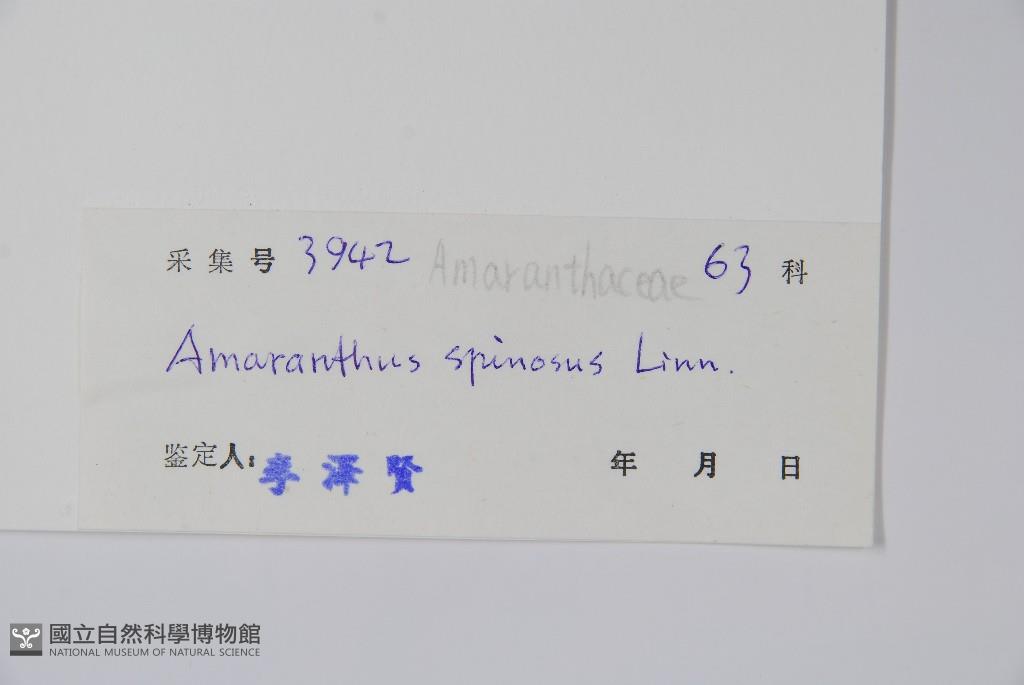 采集号 3942 Amaranthaceae 63 科
Amaranthus spinosus Linn.
鉴定人: 李泽贤 年 月 日
國立自然科學博物館
NATIONAL MUSEUM OF NATURAL SCIENCE